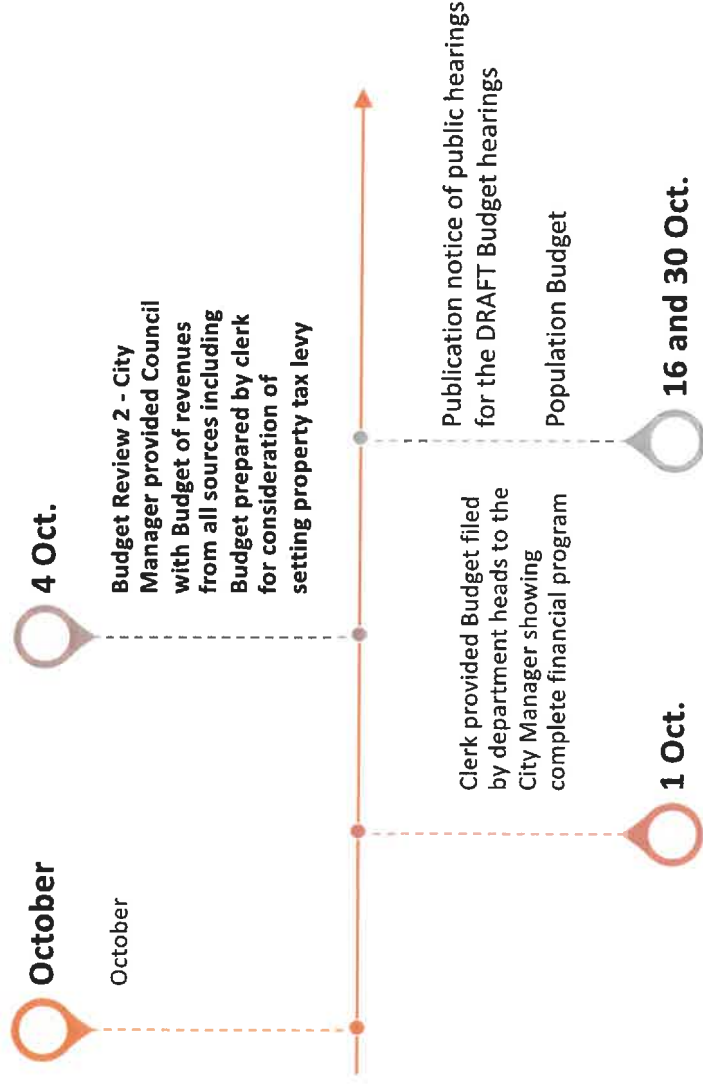 October
October
1 Oct.
Clerk provided Budget filed
by department heads to the
City Manager showing
complete financial program
4 Oct.
Budget Review 2 - City
Manager provided Council
with Budget of revenues
from all sources including
Budget prepared by clerk
for consideration of
setting property tax levy
16 and 30 Oct.
Publication notice of public hearings
for the DRAFT Budget hearings
Population Budget